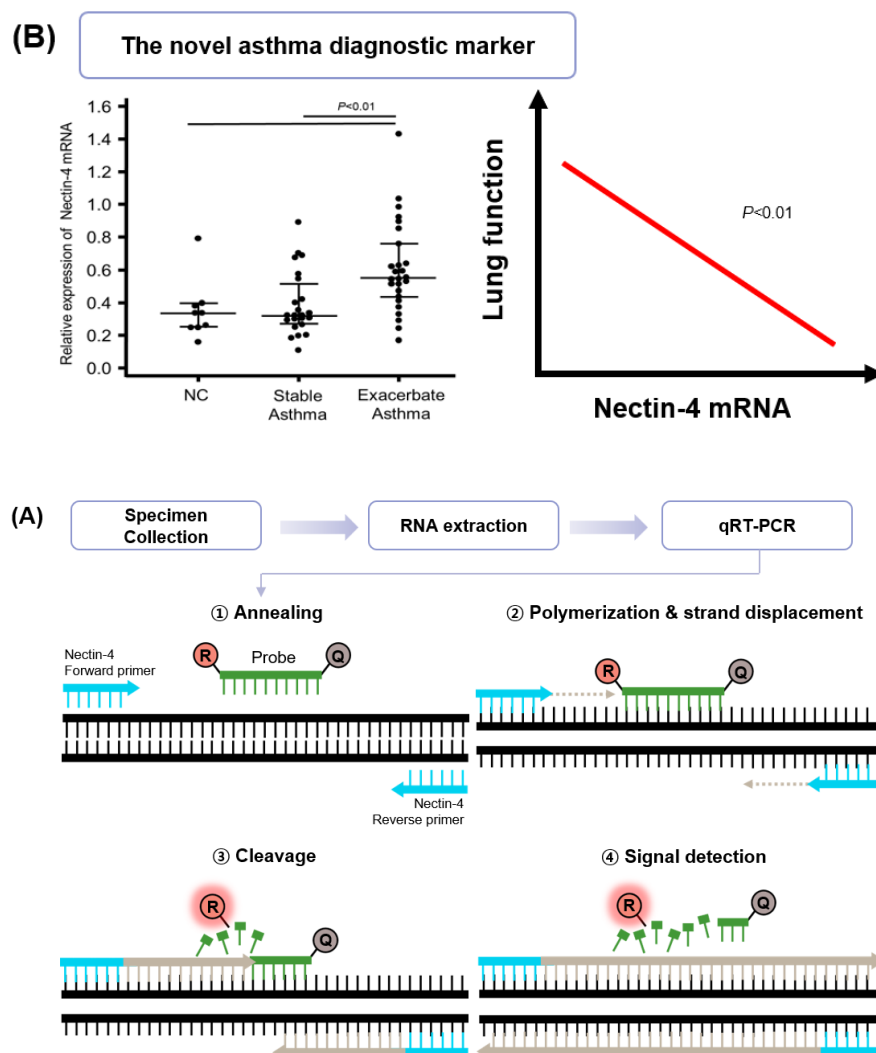 (B)
The novel asthma diagnostic marker
Relative expression of Nectin-4 mRNA
1.6
1.4
1.2
1.0
0.8
0.6
0.4
0.2
0.0
P<0.01
NC
Stable
Asthma
Exacerbate
Asthma
Lung function
P<0.01
Nectin-4 mRNA
(A)
Specimen
Collection
RNA extraction
qRT-PCR
① Annealing
Nectin-4
Forward primer
R
Probe
Q
Nectin-4
Reverse primer
② Polymerization & strand displacement
R
Q
③ Cleavage
R
Q
④ Signal detection
R
Q